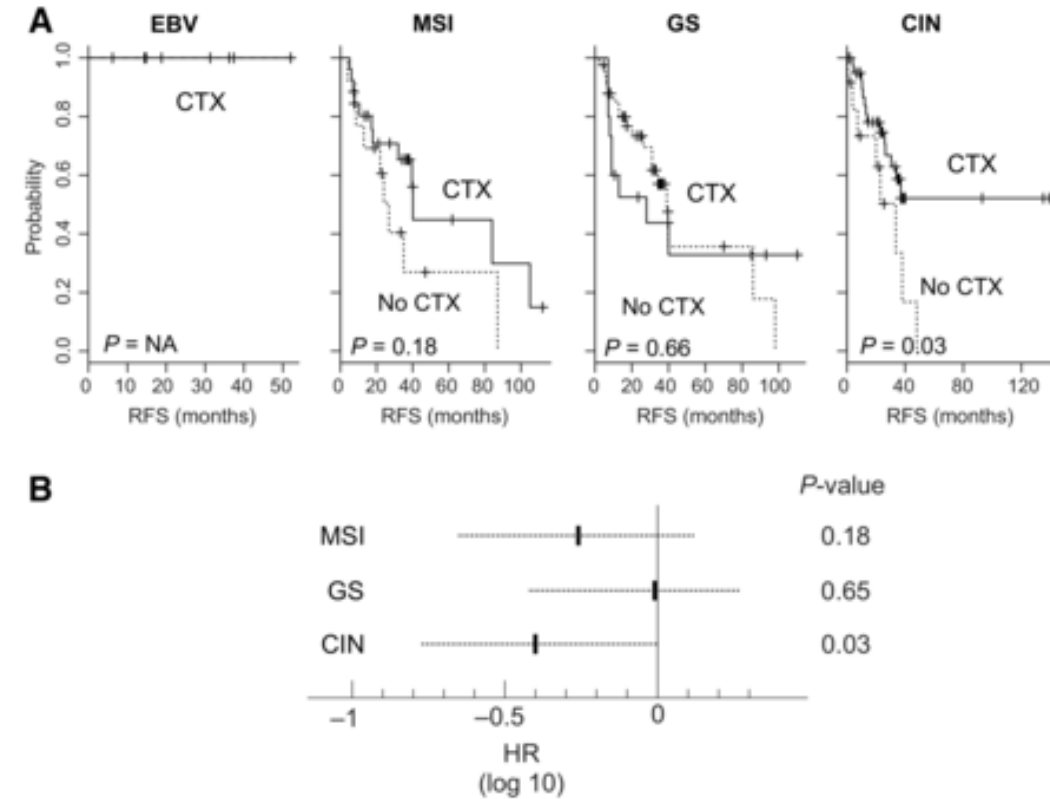 A
EBV MSI GS CIN
Probability
1.0
0.8
0.6
0.4
0.2
0.0
CTX
P = NA
0 10 20 30 40 50
RFS (months)
CTX
No CTX
P = 0.18
0 20 40 60 80 100
RFS (months)
CTX
No CTX
P = 0.66
0 20 40 60 80 100
RFS (months)
CTX
No CTX
P = 0.03
0 40 80 120
RFS (months)
B
P-value
MSI 0.18
GS 0.65
CIN 0.03
–1 –0.5 0
HR
(log 10)